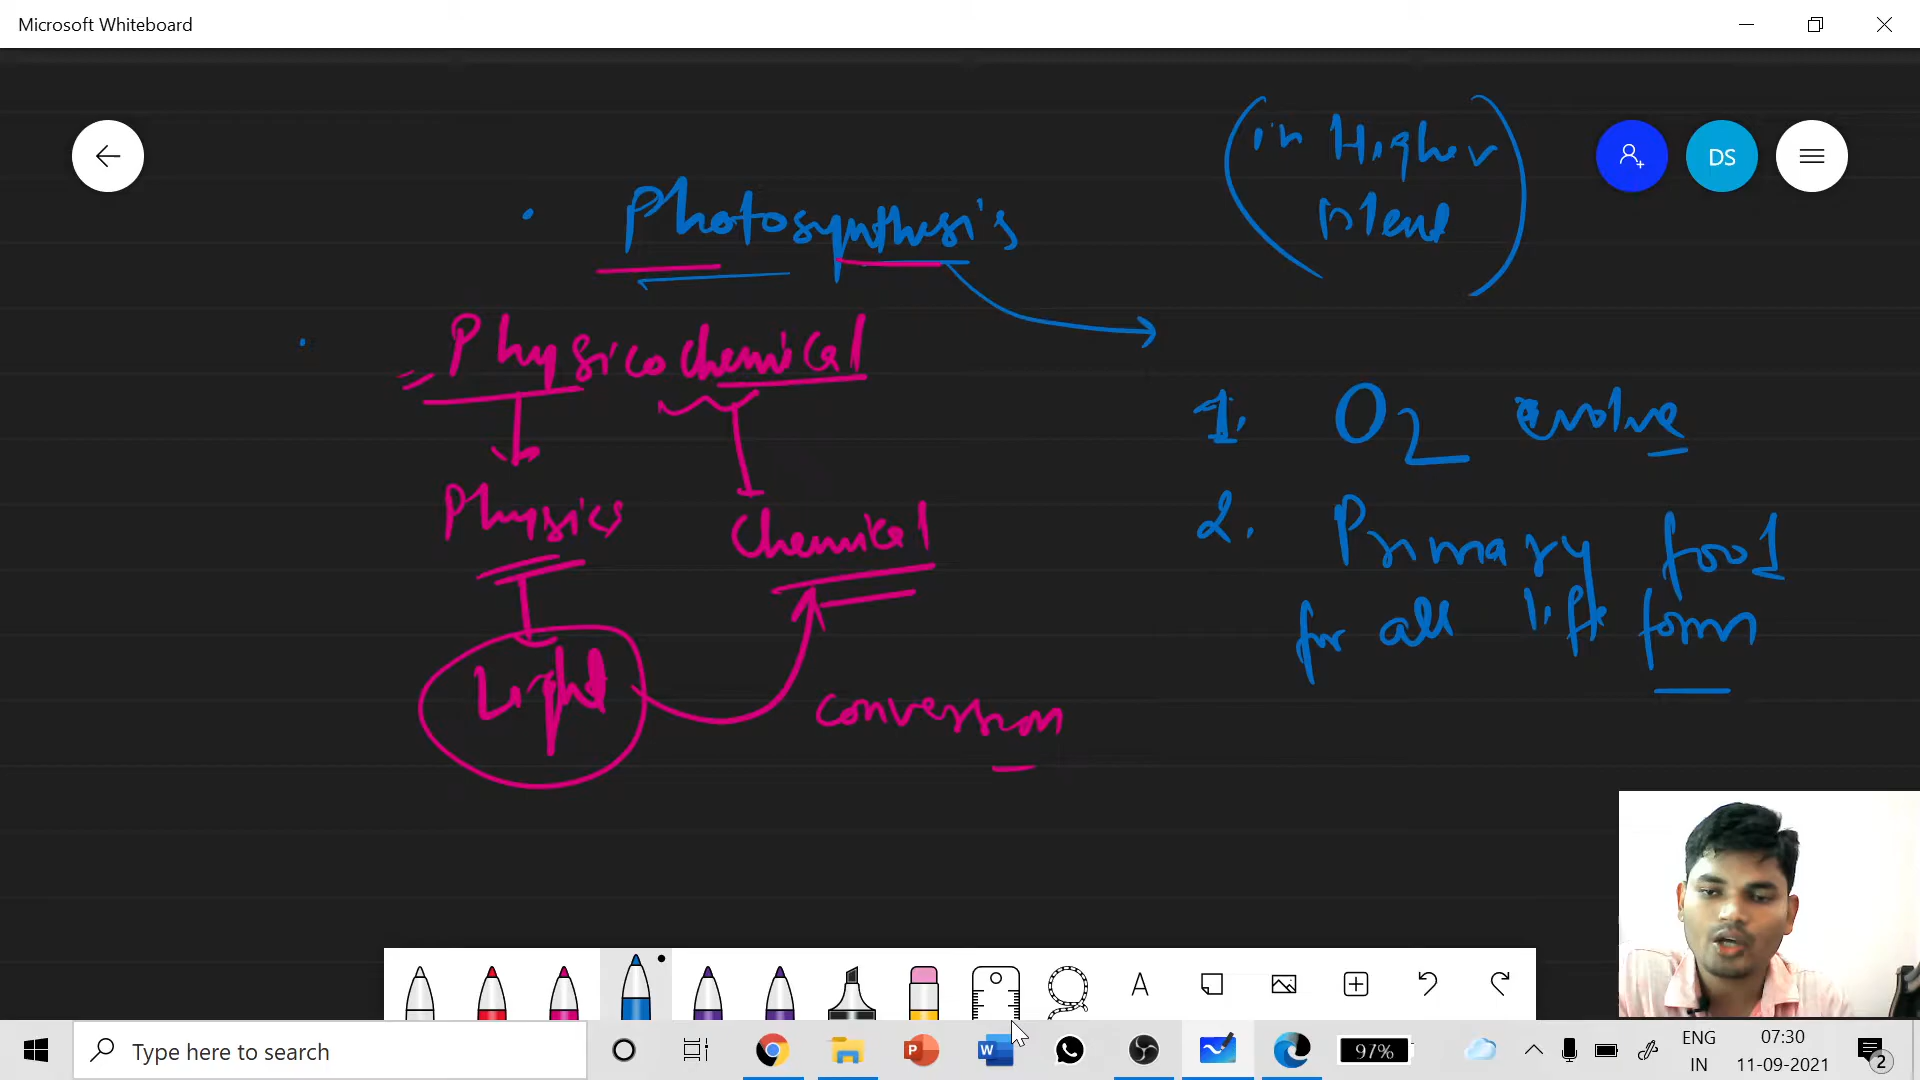 Microsoft Whiteboard
(in Higher
plant)
DS
• Photosynthesis
= Physicochemical
1. O2 evolve
Physics
Chemical
2. Primary food
for all life form
Light
conversion
A
Type here to search
97%
ENG
IN
07:30
11-09-2021
2